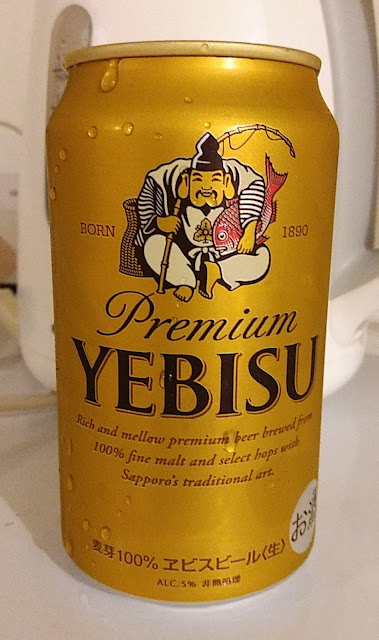 BORN 1890
Premium
YEBISU
Rich and mellow premium beer brewed from
100% fine malt and select hops with
Sapporo's traditional art.
お酒
麦芽100% ヱビスビール〈生〉
ALC. 5% 非熱処理